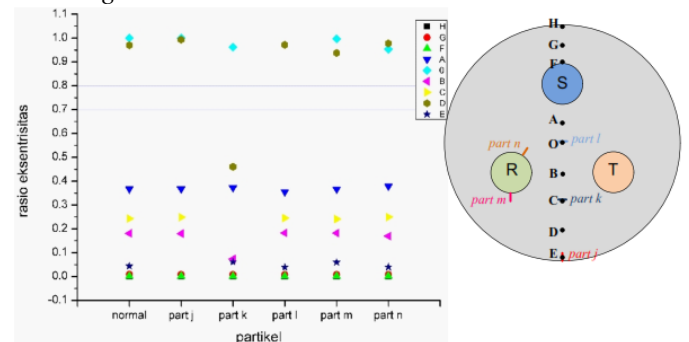 1.1
1.0
0.9
0.8
0.7
0.6
0.5
0.4
0.3
0.2
0.1
0.0
-0.1
rasio eksentrisitas
normal part j part k part l part m part n
partikel
H
G
F
A
B
C
D
E
H
G
F
S
A
O part l
part n
R
T
B
part m
C part k
D
E part j